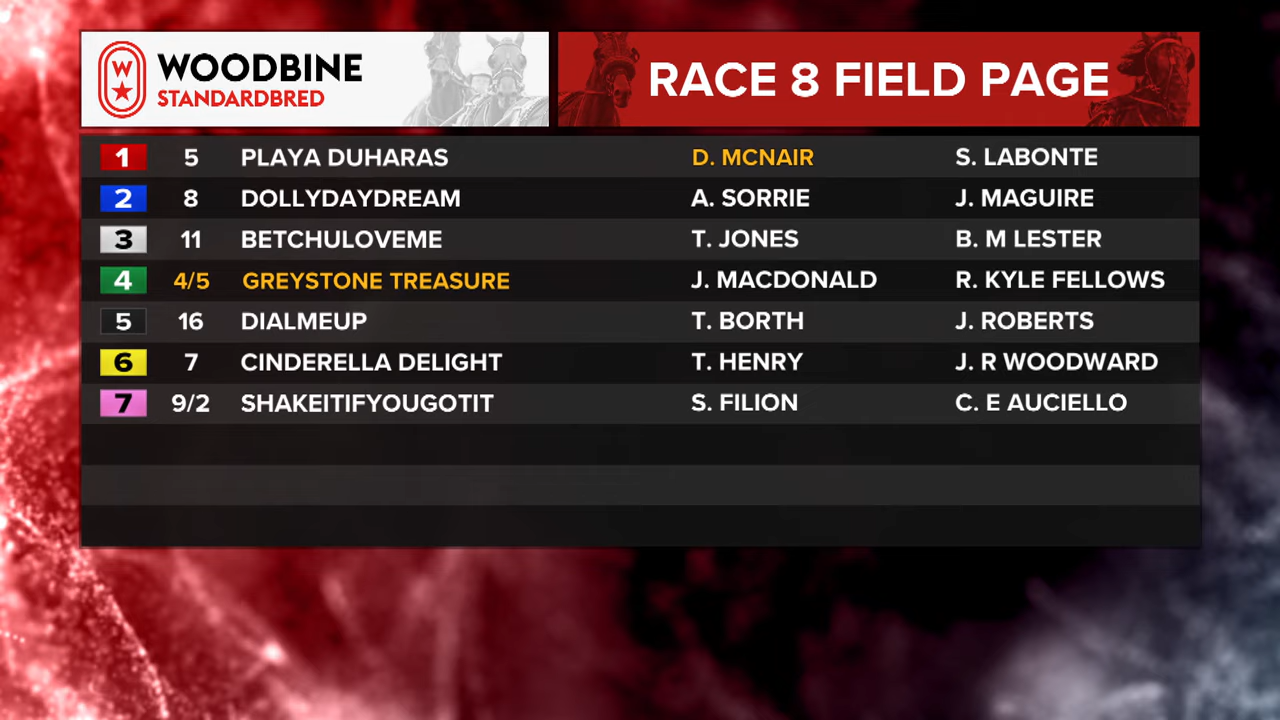 W WOODBINE
STANDARDBRED
RACE 8 FIELD PAGE
1 5 PLAYA DUHARAS D. MCNAIR S. LABONTE
2 8 DOLLYDAYDREAM A. SORRIE J. MAGUIRE
3 11 BETCHULOVEME T. JONES B. M LESTER
4 4/5 GREYSTONE TREASURE J. MACDONALD R. KYLE FELLOWS
5 16 DIALMEUP T. BORTH J. ROBERTS
6 7 CINDERELLA DELIGHT T. HENRY J. R WOODWARD
7 9/2 SHAKEITIFYOUGOTIT S. FILION C. E AUCIELLO